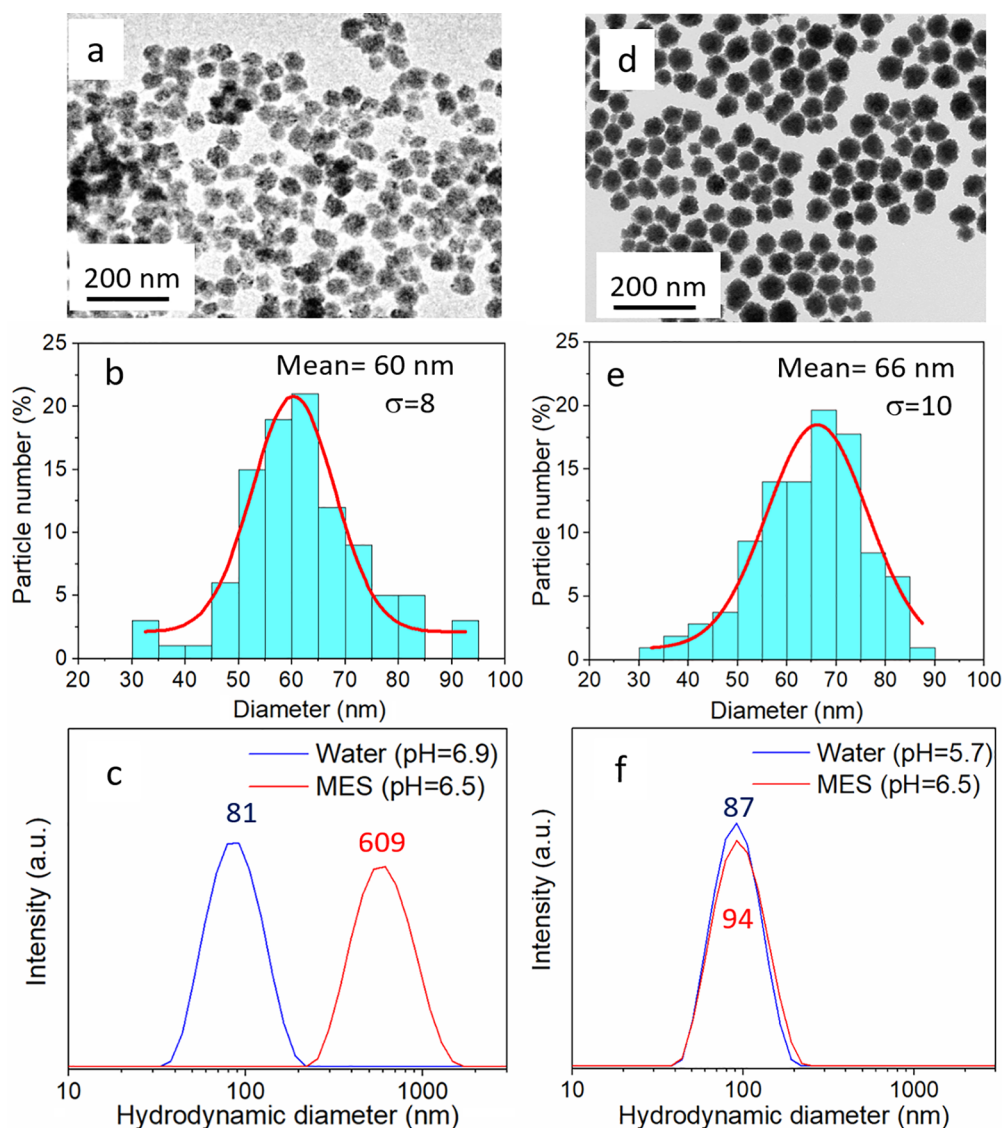 a
200 nm
d
200 nm
b
Mean= 60 nm
σ=8
Particle number (%)
25
20
15
10
5
0
20 30 40 50 60 70 80 90 100
Diameter (nm)
e
Mean= 66 nm
σ=10
Particle number (%)
25
20
15
10
5
0
20 30 40 50 60 70 80 90 100
Diameter (nm)
c
Water (pH=6.9)
MES (pH=6.5)
81
609
Intensity (a.u.)
10 100 1000
Hydrodynamic diameter (nm)
f
Water (pH=5.7)
MES (pH=6.5)
87
94
Intensity (a.u.)
10 100 1000
Hydrodynamic diameter (nm)